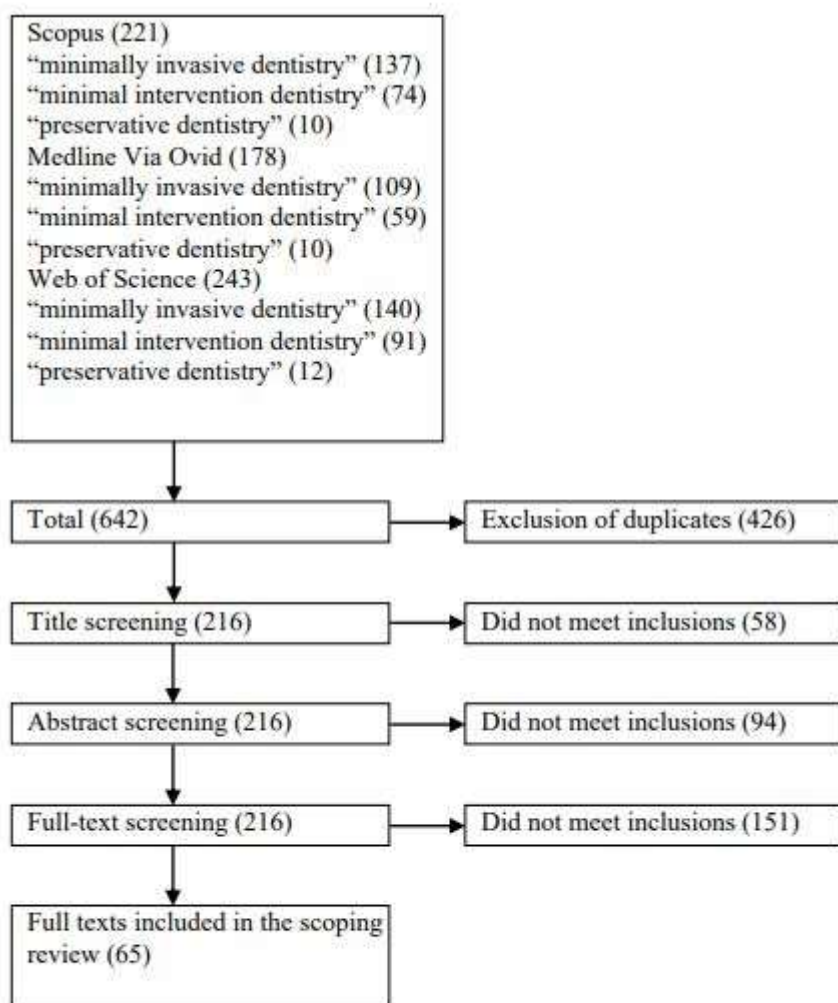 Scopus (221)
“minimally invasive dentistry” (137)
“minimal intervention dentistry” (74)
“preservative dentistry” (10)
Medline Via Ovid (178)
“minimally invasive dentistry” (109)
“minimal intervention dentistry” (59)
“preservative dentistry” (10)
Web of Science (243)
“minimally invasive dentistry” (140)
“minimal intervention dentistry” (91)
“preservative dentistry” (12)
Total (642)
Exclusion of duplicates (426)
Title screening (216)
Did not meet inclusions (58)
Abstract screening (216)
Did not meet inclusions (94)
Full-text screening (216)
Did not meet inclusions (151)
Full texts included in the scoping
review (65)